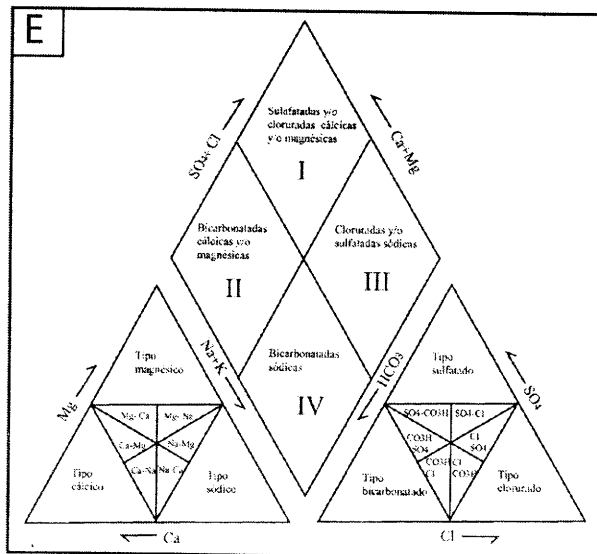 E
Sulafatadas y/o
cloruradas cálcicas
y/o magnésicas
I
SO4+ Cl
Ca+Mg
Bicarbonatadas
cálcicas y/o
magnésicas
II
Cloruradas y/o
sulfatadas sódicas
III
Bicarbonatadas
sódicas
IV
Na+K
HCO3
Tipo
magnésico
Mg
Mg- Ca
Mg- Na
Ca-Mg
Na-Mg
Ca-Na
Na-Ca
Tipo
cálcico
Tipo
sódico
Ca
Tipo
sulfatado
SO4
SO4-CO3H
SO4-Cl
CO3H
SO4
Cl
SO4
CO3H
Cl
Cl
CO3H
Tipo
bicarbonatado
Tipo
clorurado
Cl